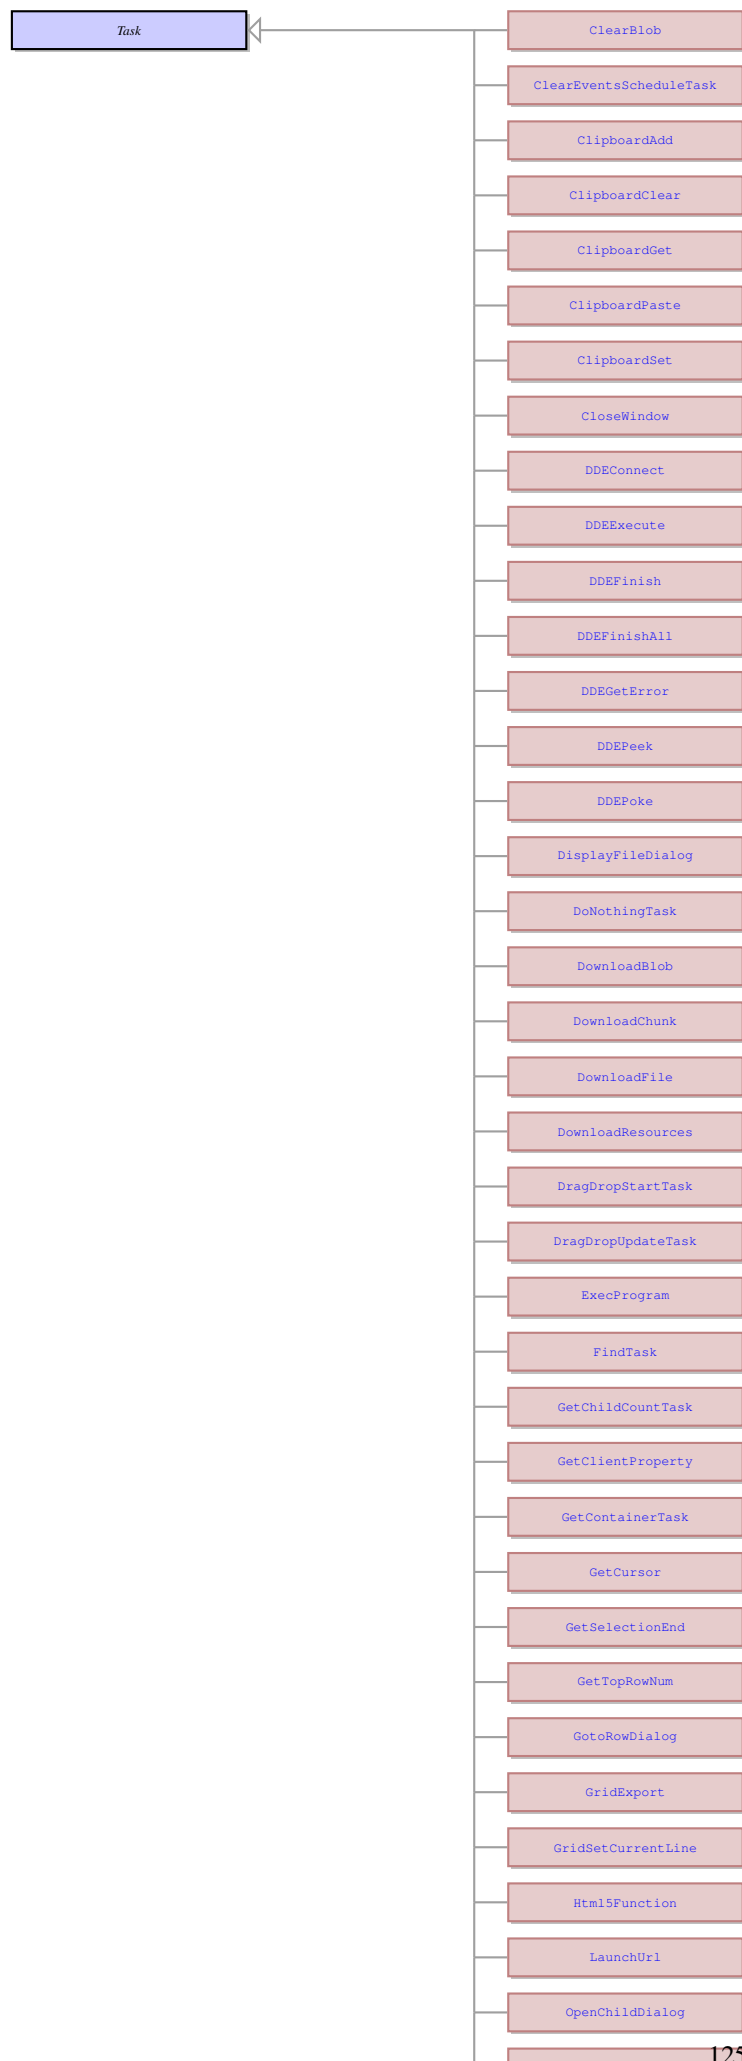 Task
ClearBlob
ClearEventsScheduleTask
ClipboardAdd
ClipboardClear
ClipboardGet
ClipboardPaste
ClipboardSet
CloseWindow
DDEConnect
DDEExecute
DDEFinish
DDEFinishAll
DDEGetError
DDEPeek
DDEPoke
DisplayFileDialog
DoNothingTask
DownloadBlob
DownloadChunk
DownloadFile
DownloadResources
DragDropStartTask
DragDropUpdateTask
ExecProgram
FindTask
GetChildCountTask
GetClientProperty
GetContainerTask
GetCursor
GetSelectionEnd
GetTopRowNum
GotoRowDialog
GridExport
GridSetCurrentLine
Html5Function
LaunchUrl
OpenChildDialog
125